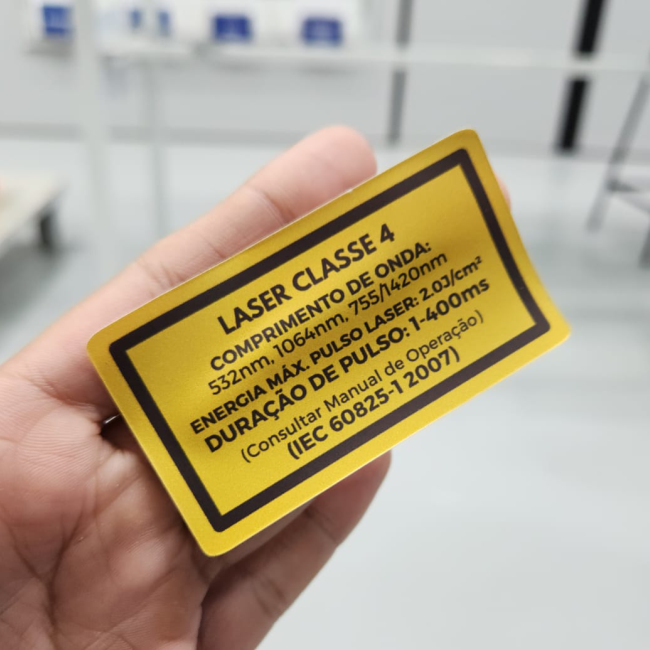 LASER CLASSE 4
COMPRIMENTO DE ONDA:
532nm, 1064nm, 755/1420nm
ENERGIA MÁX. PULSO LASER: 2.0J/cm²
DURAÇÃO DE PULSO: 1-400ms
(Consultar Manual de Operação)
(IEC 60825-1 2007)